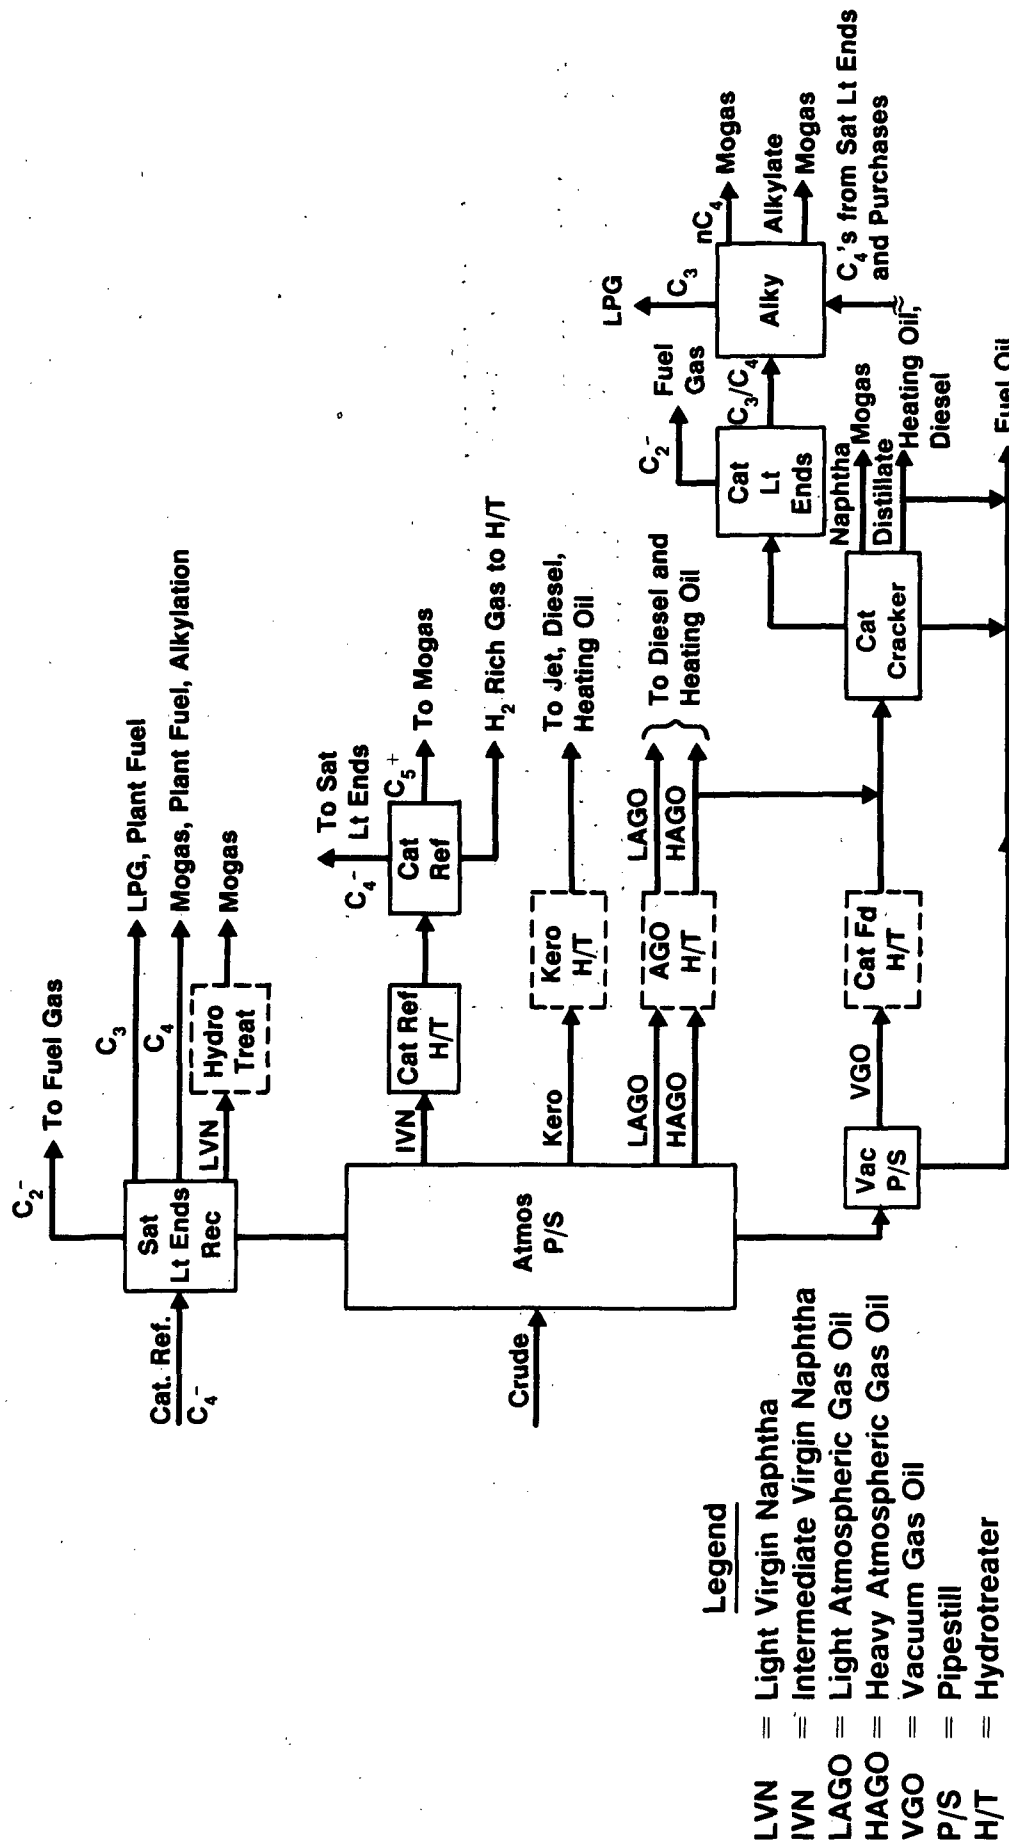 C2-
To Fuel Gas
Cat. Ref.
C4-
Sat
Lt Ends
Rec
C3
LPG, Plant Fuel
C4
Mogas, Plant Fuel, Alkylation
LVN
Hydro
Treat
Mogas
Crude
Atmos
P/S
IVN
Cat Ref
H/T
C4-
To Sat
Lt Ends
Cat
Ref
C5+
To Mogas
H2 Rich Gas to H/T
Kero
Kero
H/T
To Jet, Diesel,
Heating Oil
LAGO
HAGO
AGO
H/T
LAGO
HAGO
To Diesel and
Heating Oil
Vac
P/S
VGO
Cat Fd
H/T
Cat
Cracker
Naphtha
Mogas
Distillate
Heating Oil,
Diesel
Fuel Oil
Cat
Lt
Ends
C2-
Fuel
Gas
C3/C4
Alky
LPG
C3
nC4
Mogas
Alkylate
Mogas
C4's from Sat Lt Ends
and Purchases
Legend
LVN = Light Virgin Naphtha
IVN = Intermediate Virgin Naphtha
LAGO = Light Atmospheric Gas Oil
HAGO = Heavy Atmospheric Gas Oil
VGO = Vacuum Gas Oil
P/S = Pipestill
H/T = Hydrotreater